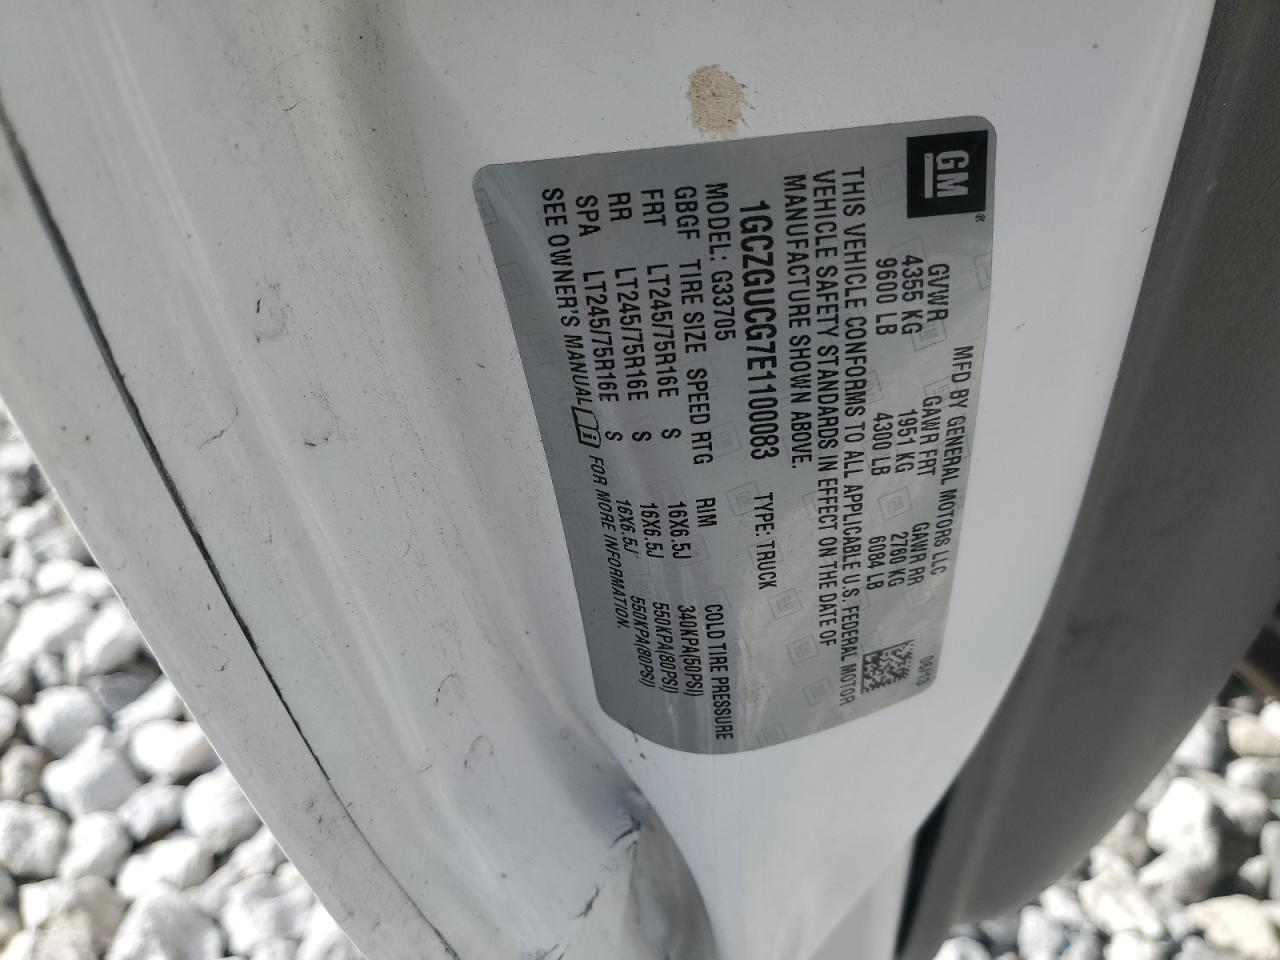 GM
®
MFD BY GENERAL MOTORS LLC 08/13
GVWR GAWR FRT GAWR RR
4355 KG 1951 KG 2760 KG
9600 LB 4300 LB 6084 LB
THIS VEHICLE CONFORMS TO ALL APPLICABLE U.S. FEDERAL MOTOR
VEHICLE SAFETY STANDARDS IN EFFECT ON THE DATE OF
MANUFACTURE SHOWN ABOVE.
1GCZGUCG7E1100083 TYPE: TRUCK
MODEL: G33705
GBGF TIRE SIZE SPEED RTG RIM COLD TIRE PRESSURE
FRT LT245/75R16E S 16X6.5J 340KPA(50PSI)
RR LT245/75R16E S 16X6.5J 550KPA(80PSI)
SPA LT245/75R16E S 16X6.5J 550KPA(80PSI)
SEE OWNER'S MANUAL FOR MORE INFORMATION.